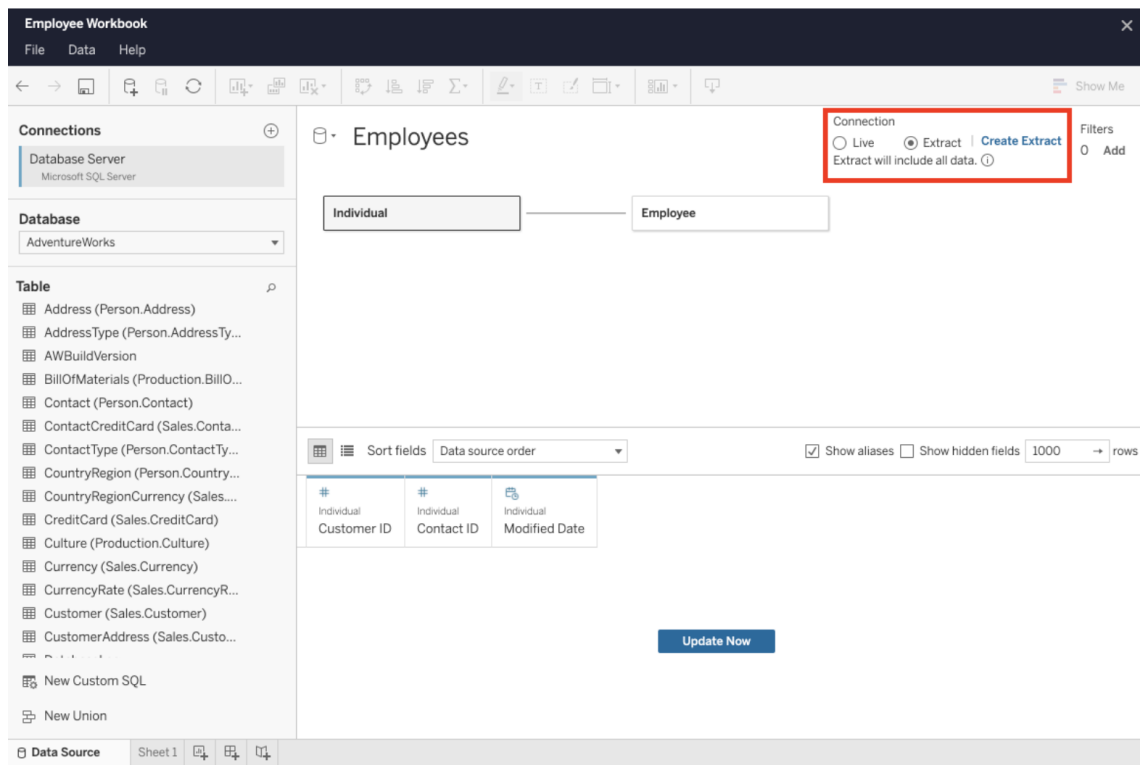 Employee Workbook
File Data Help
Show Me
Connections
Database Server
Microsoft SQL Server
Database
AdventureWorks
Table
Address (Person.Address)
AddressType (Person.AddressTy...
AWBuildVersion
BillOfMaterials (Production.BillO...
Contact (Person.Contact)
ContactCreditCard (Sales.Conta...
ContactType (Person.ContactTy...
CountryRegion (Person.Country...
CountryRegionCurrency (Sales....
CreditCard (Sales.CreditCard)
Culture (Production.Culture)
Currency (Sales.Currency)
CurrencyRate (Sales.CurrencyR...
Customer (Sales.Customer)
CustomerAddress (Sales.Custo...
New Custom SQL
New Union
Employees
Connection
Live Extract | Create Extract
Extract will include all data.
Filters
0 Add
Individual
Employee
Sort fields Data source order
Show aliases Show hidden fields 1000 → rows
Individual
Customer ID
Individual
Contact ID
Individual
Modified Date
Update Now
Data Source Sheet 1